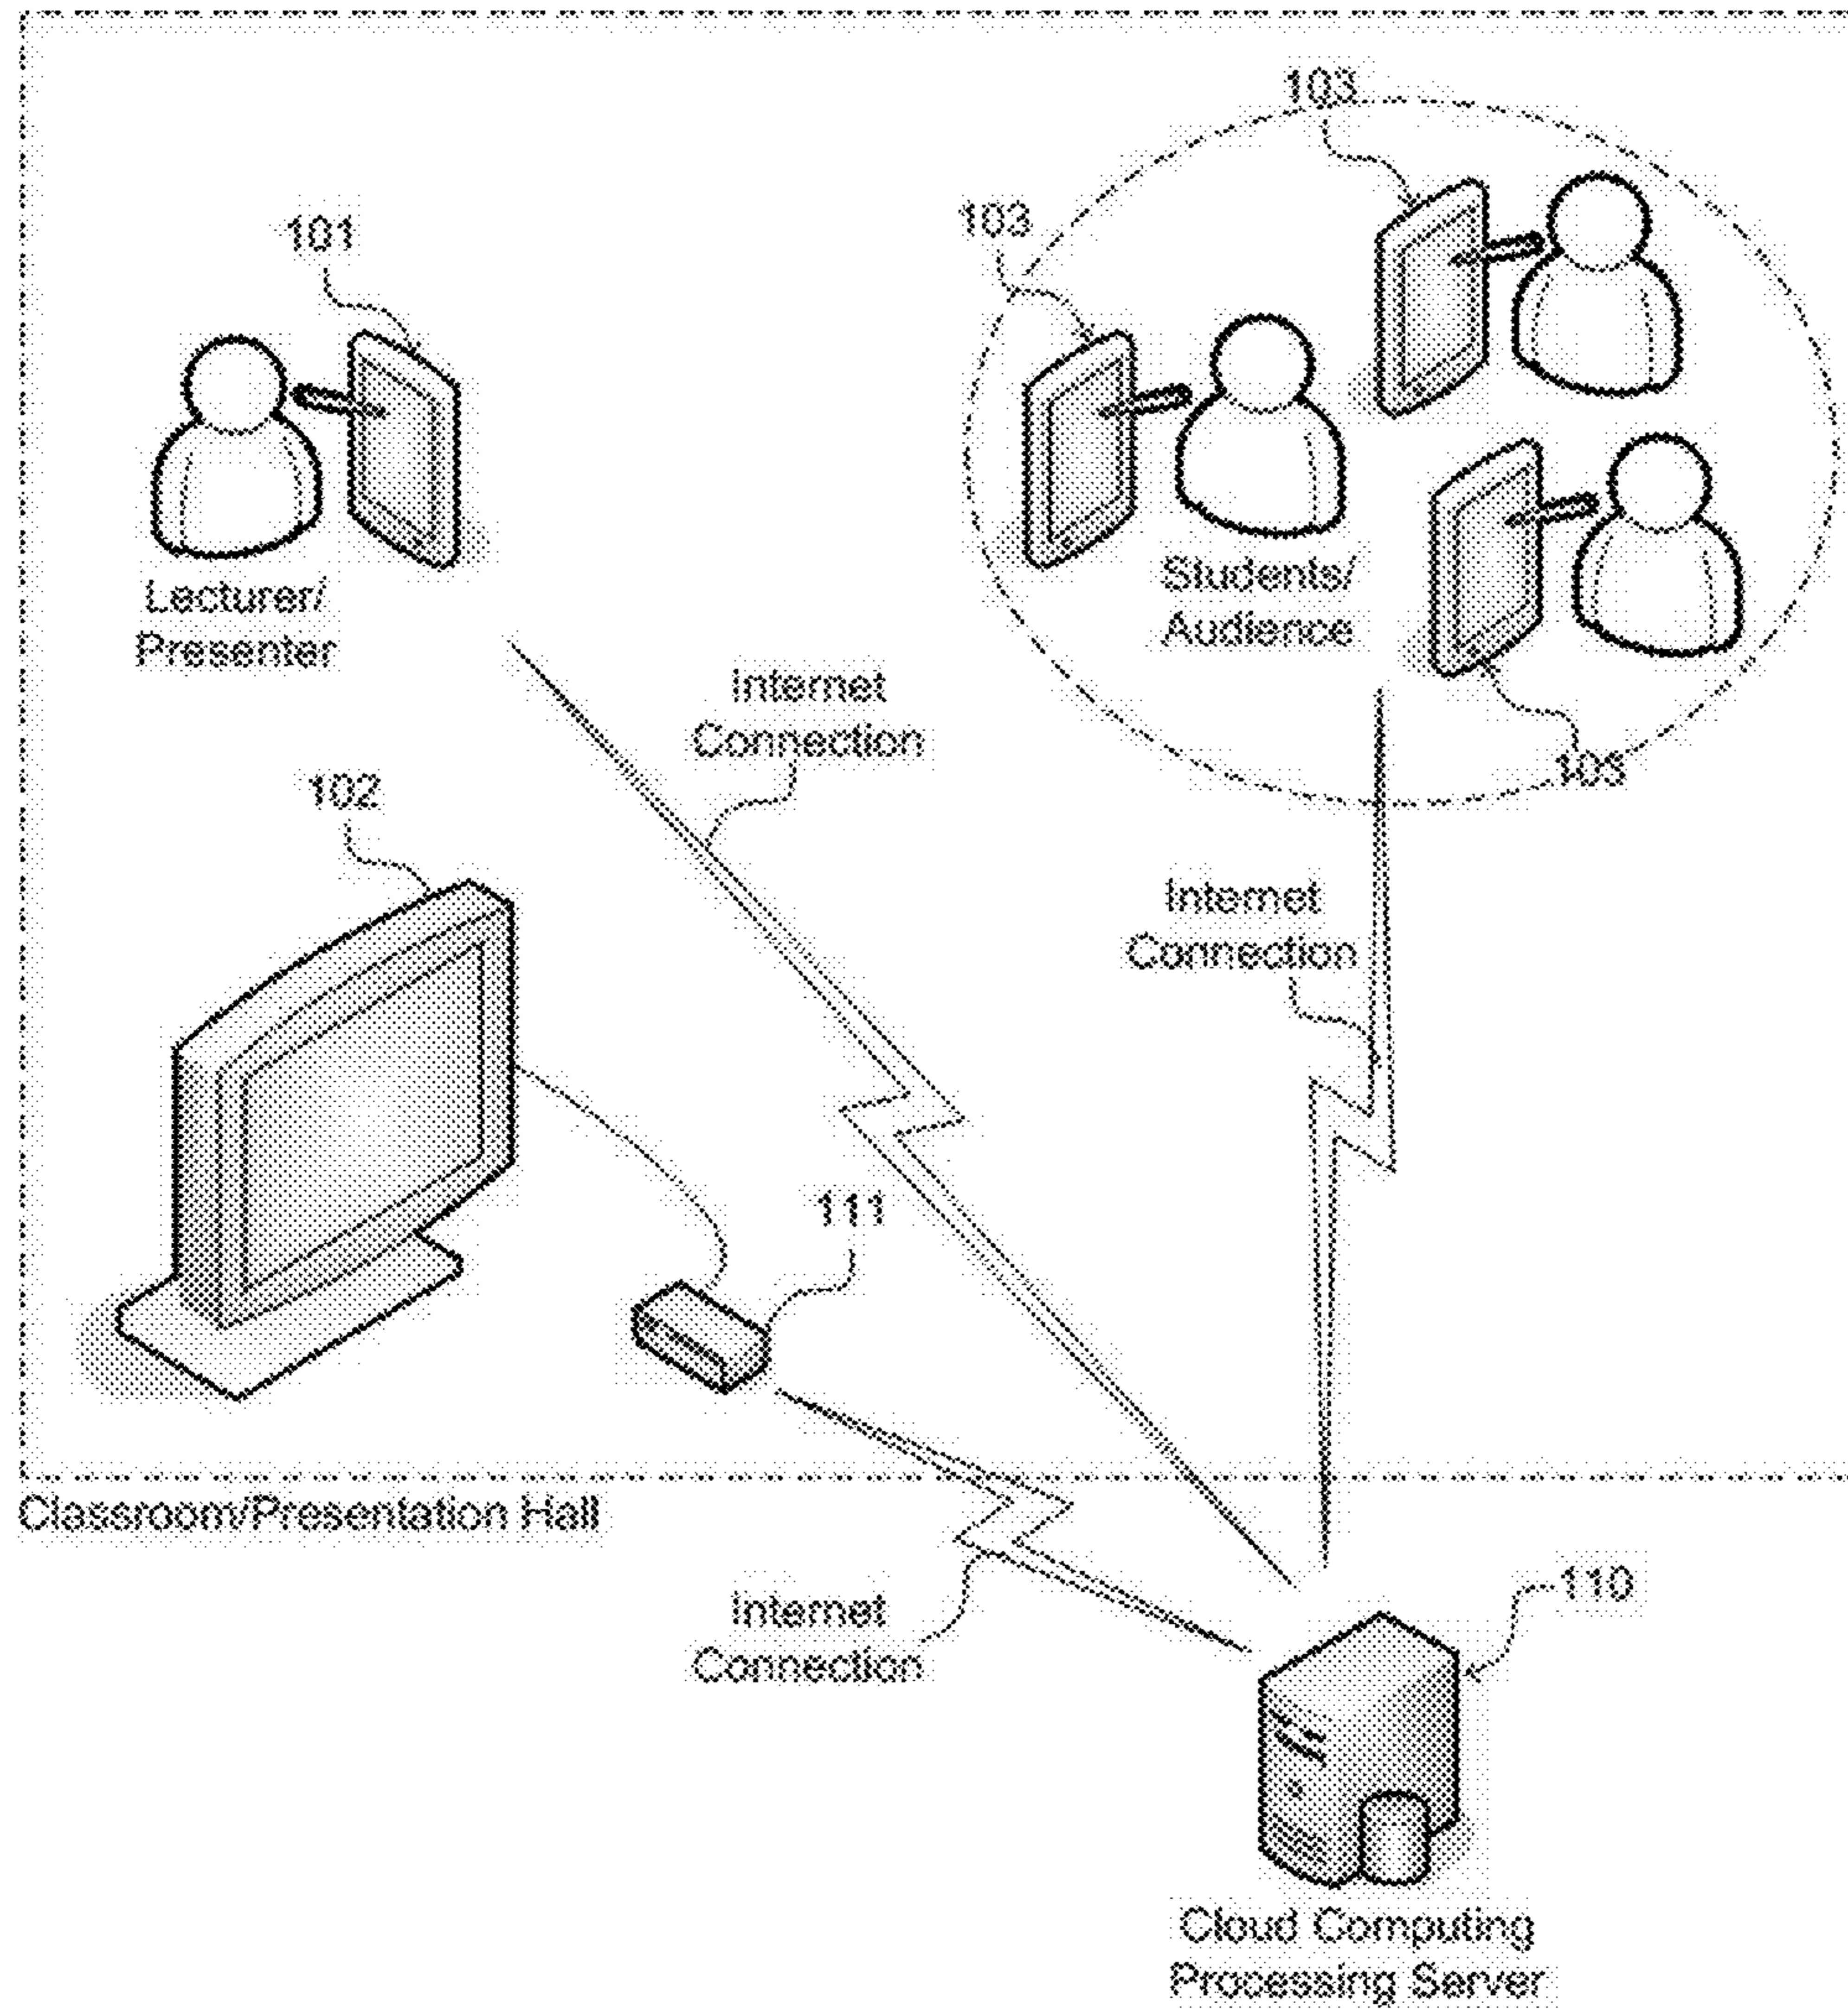 103
103
101
Lecturer/
Presenter
Students/
Audience
103
Internet
Connection
102
Internet
Connection
111
Classroom/Presentation Hall
Internet
Connection
110
Cloud Computing
Processing Server